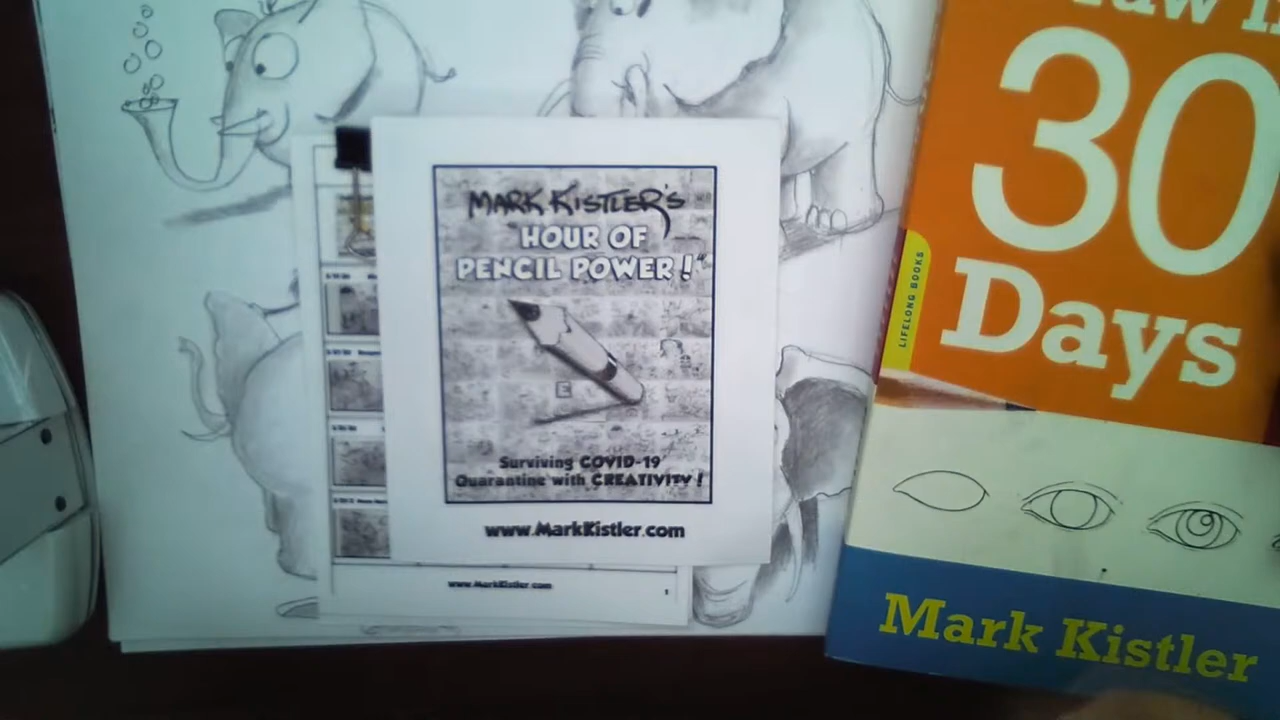 MARK KISTLER'S
HOUR OF
PENCIL POWER!"
E
Surviving COVID-19
Quarantine with CREATIVITY!
www.MarkKistler.com
www.MarkKistler.com
1
30
Days
LIFELONG BOOKS
Mark Kistler